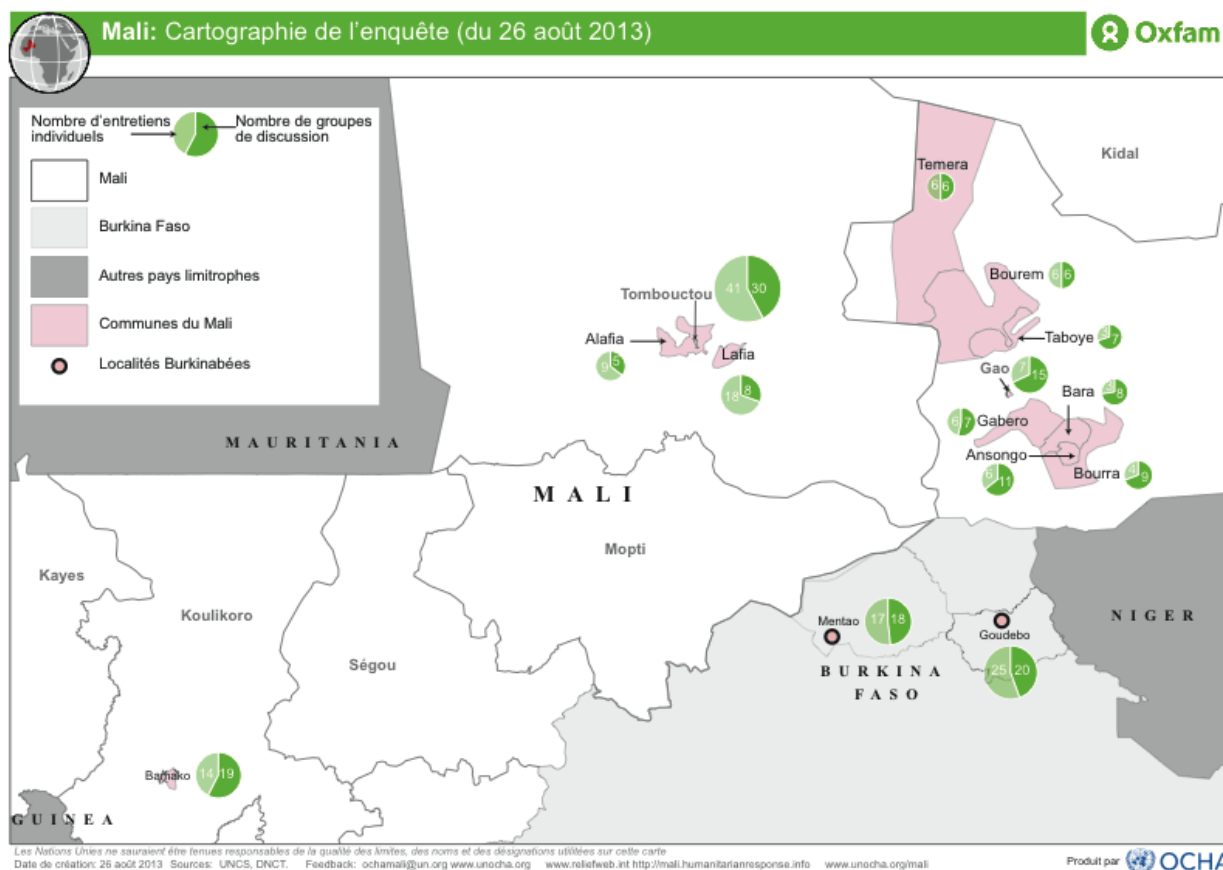 Mali: Cartographie de l'enquête (du 26 août 2013)
Oxfam
Nombre d'entretiens
individuels
Nombre de groupes
de discussion
Mali
Burkina Faso
Autres pays limitrophes
Communes du Mali
Localités Burkinabées
Kidal
Temera
6 6
Bourem
6 6
Tombouctou
41 30
Alafia
9 5
Lafia
18 8
Taboye
3 7
Gao
7 15
Bara
3 8
Gabero
6 7
Ansongo
6 11
Bourra
4 9
MAURITANIA
MALI
Mopti
Kayes
Koulikoro
Ségou
Mentao
17 18
Goudebo
25 20
NIGER
BURKINA
FASO
Bamako
14 19
GUINEA
Les Nations Unies ne sauraient être tenues responsables de la qualité des limites, des noms et des désignations utilitées sur cette carte
Date de création: 26 août 2013 Sources: UNCS, DNCT. Feedback: ochamali@un.org www.unocha.org www.reliefweb.int http://mali.humanitarianresponse.info www.unocha.org/mali
Produit par OCHA